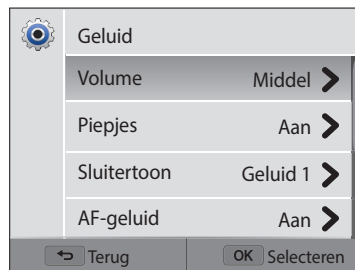 Geluid
Volume Middel
Piepjes Aan
Sluitertoon Geluid 1
AF-geluid Aan
Terug OK Selecteren